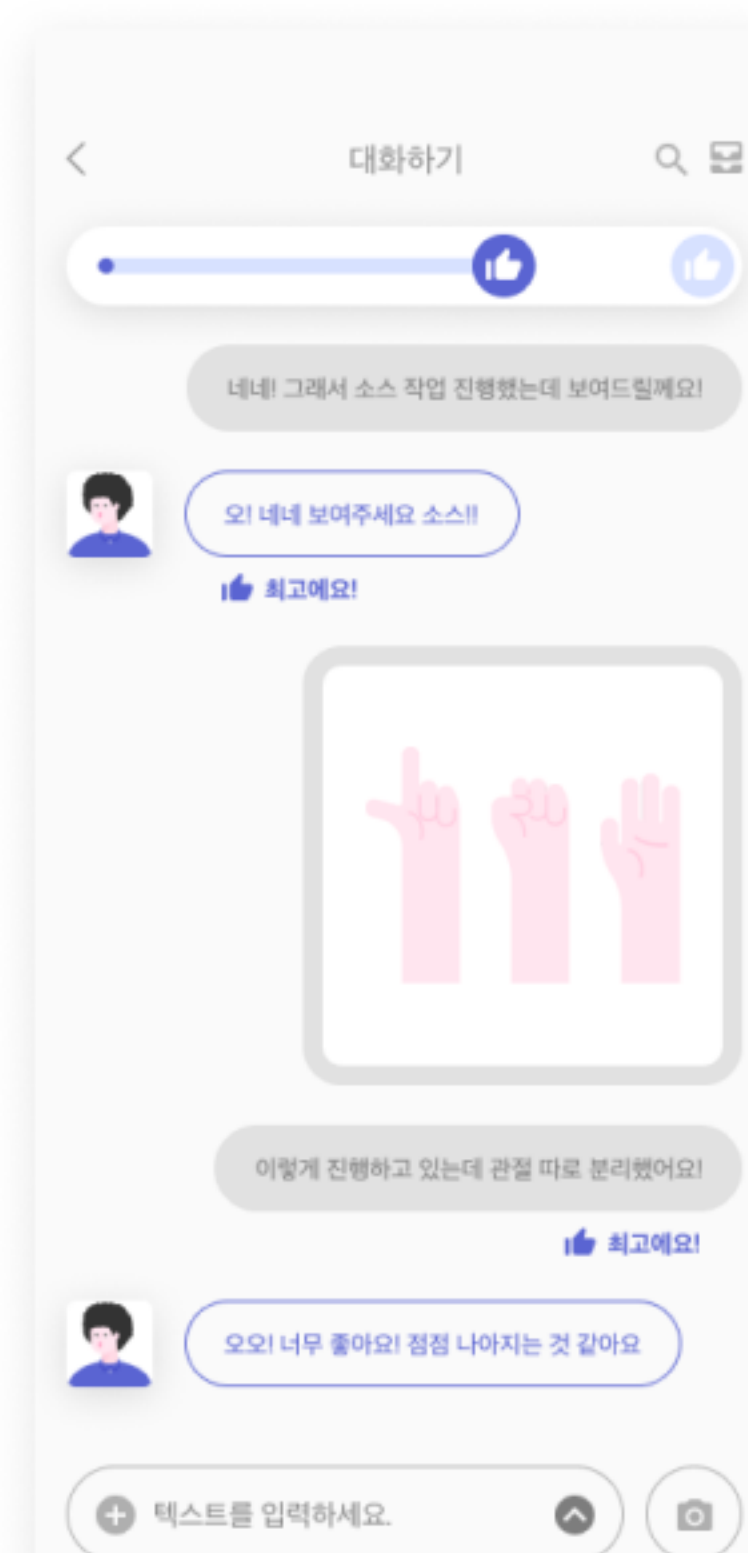 대화하기
네네! 그래서 소스 작업 진행했는데 보여드릴께요!
오! 네네 보여주세요 소스!!
최고에요!
이렇게 진행하고 있는데 관절 따로 분리했어요!
최고에요!
오오! 너무 좋아요! 점점 나아지는 것 같아요
텍스트를 입력하세요.